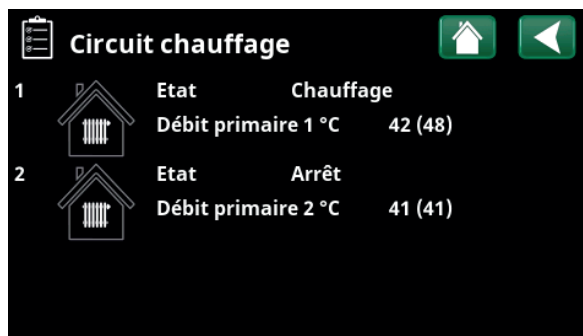 Circuit chauffage
1 Etat Chauffage
Débit primaire 1 °C 42 (48)
2 Etat Arrêt
Débit primaire 2 °C 41 (41)